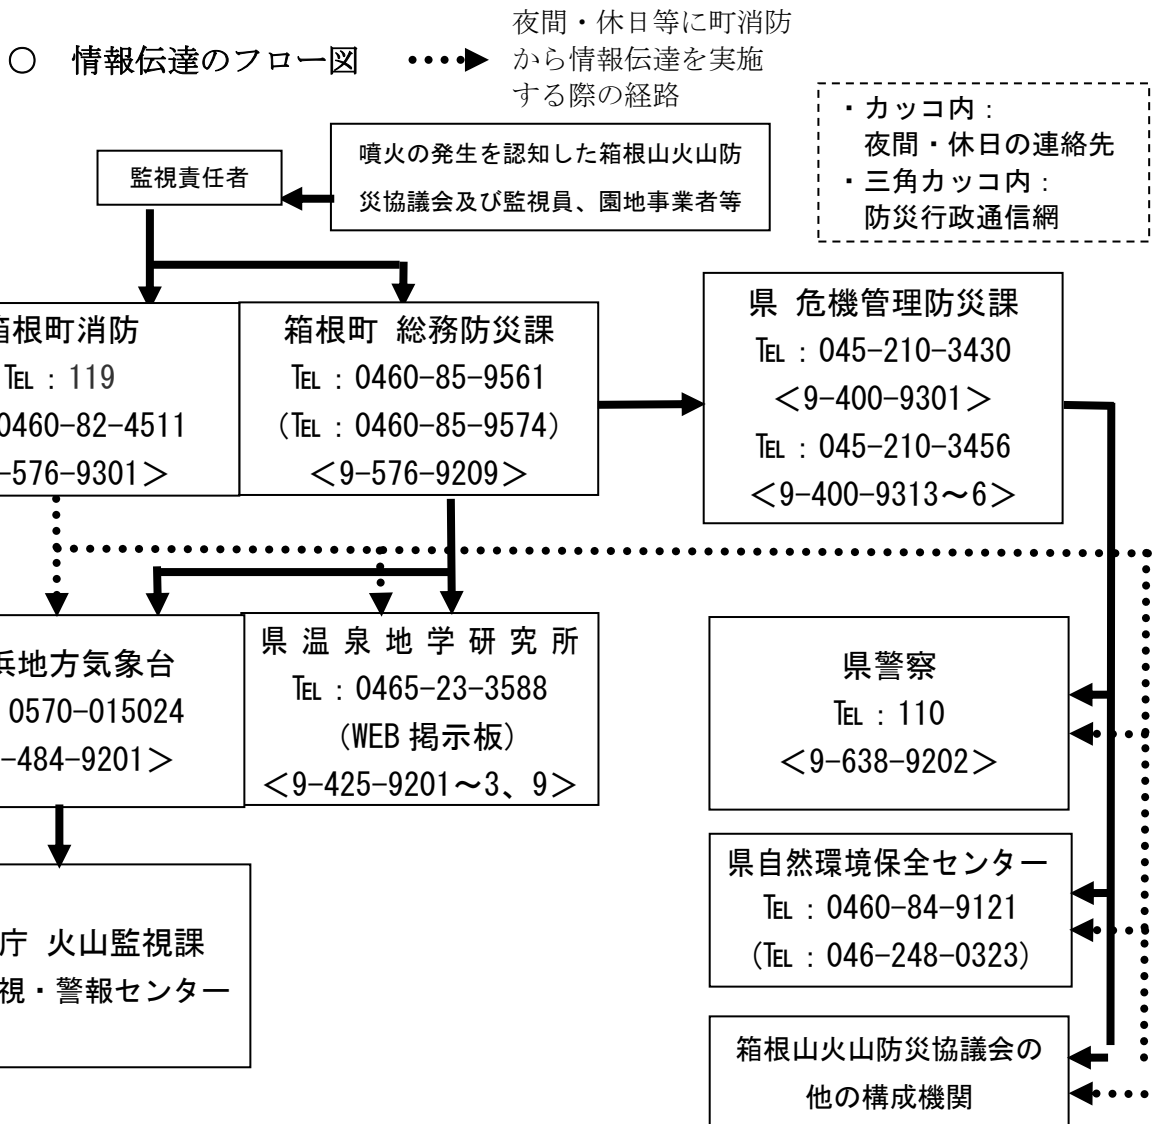 ○ 情報伝達のフロー図
夜間・休日等に町消防
から情報伝達を実施
する際の経路
・カッコ内：
夜間・休日の連絡先
・三角カッコ内：
防災行政通信網
監視責任者
噴火の発生を認知した箱根山火山防
災協議会及び監視員、園地事業者等
根町消防
℡：119
0460-82-4511
-576-9301＞
箱根町 総務防災課
℡：0460-85-9561
（℡：0460-85-9574）
＜9-576-9209＞
県 危機管理防災課
℡：045-210-3430
＜9-400-9301＞
℡：045-210-3456
＜9-400-9313～6＞
浜地方気象台
0570-015024
-484-9201＞
県温泉地学研究所
℡：0465-23-3588
（WEB 掲示板）
＜9-425-9201～3、9＞
県警察
℡：110
＜9-638-9202＞
庁 火山監視課
視・警報センター
県自然環境保全センター
℡：0460-84-9121
（℡：046-248-0323）
箱根山火山防災協議会の
他の構成機関